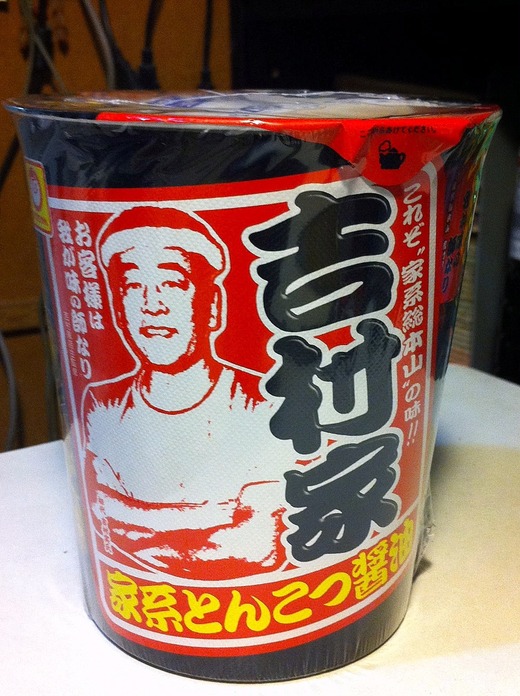 これぞ"家系総本山"の味!!
吉村家
お客様は
我が味の師なり
家系とんこつ醤油